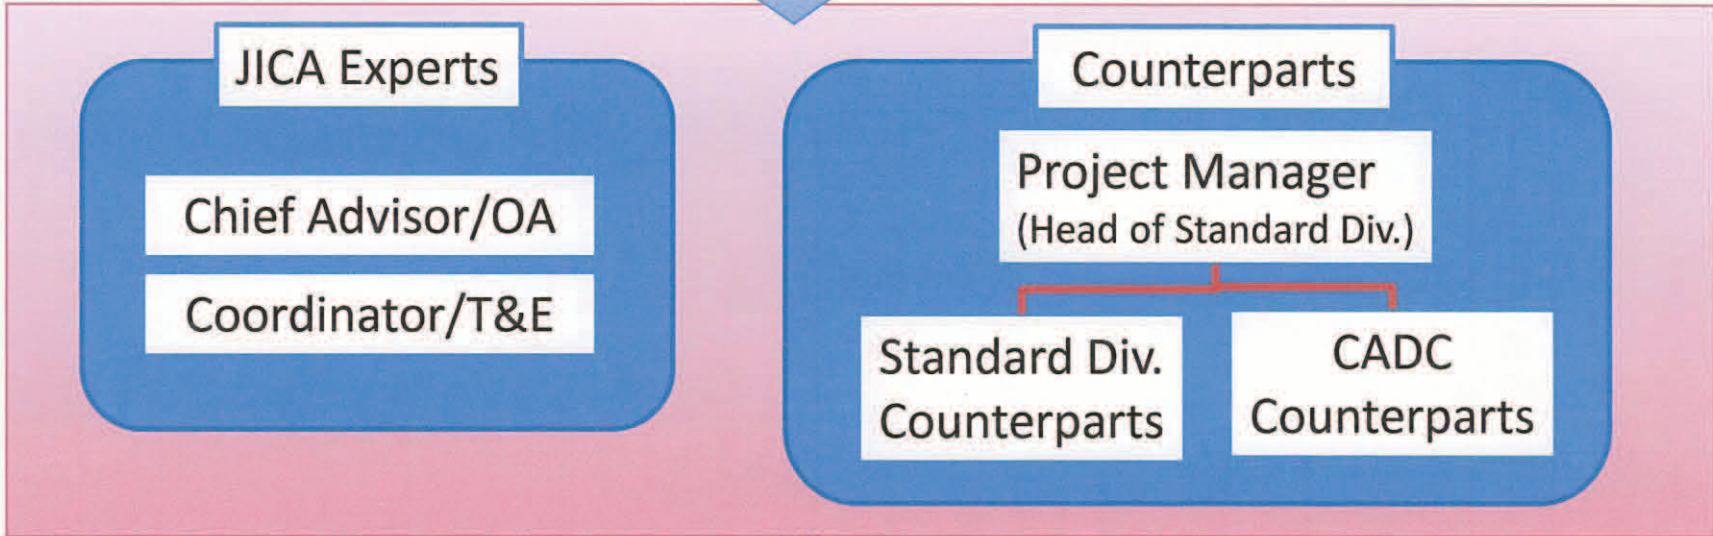 JICA Experts
Chief Advisor/OA
Coordinator/T&E
Counterparts
Project Manager
(Head of Standard Div.)
Standard Div.
Counterparts
CADC
Counterparts